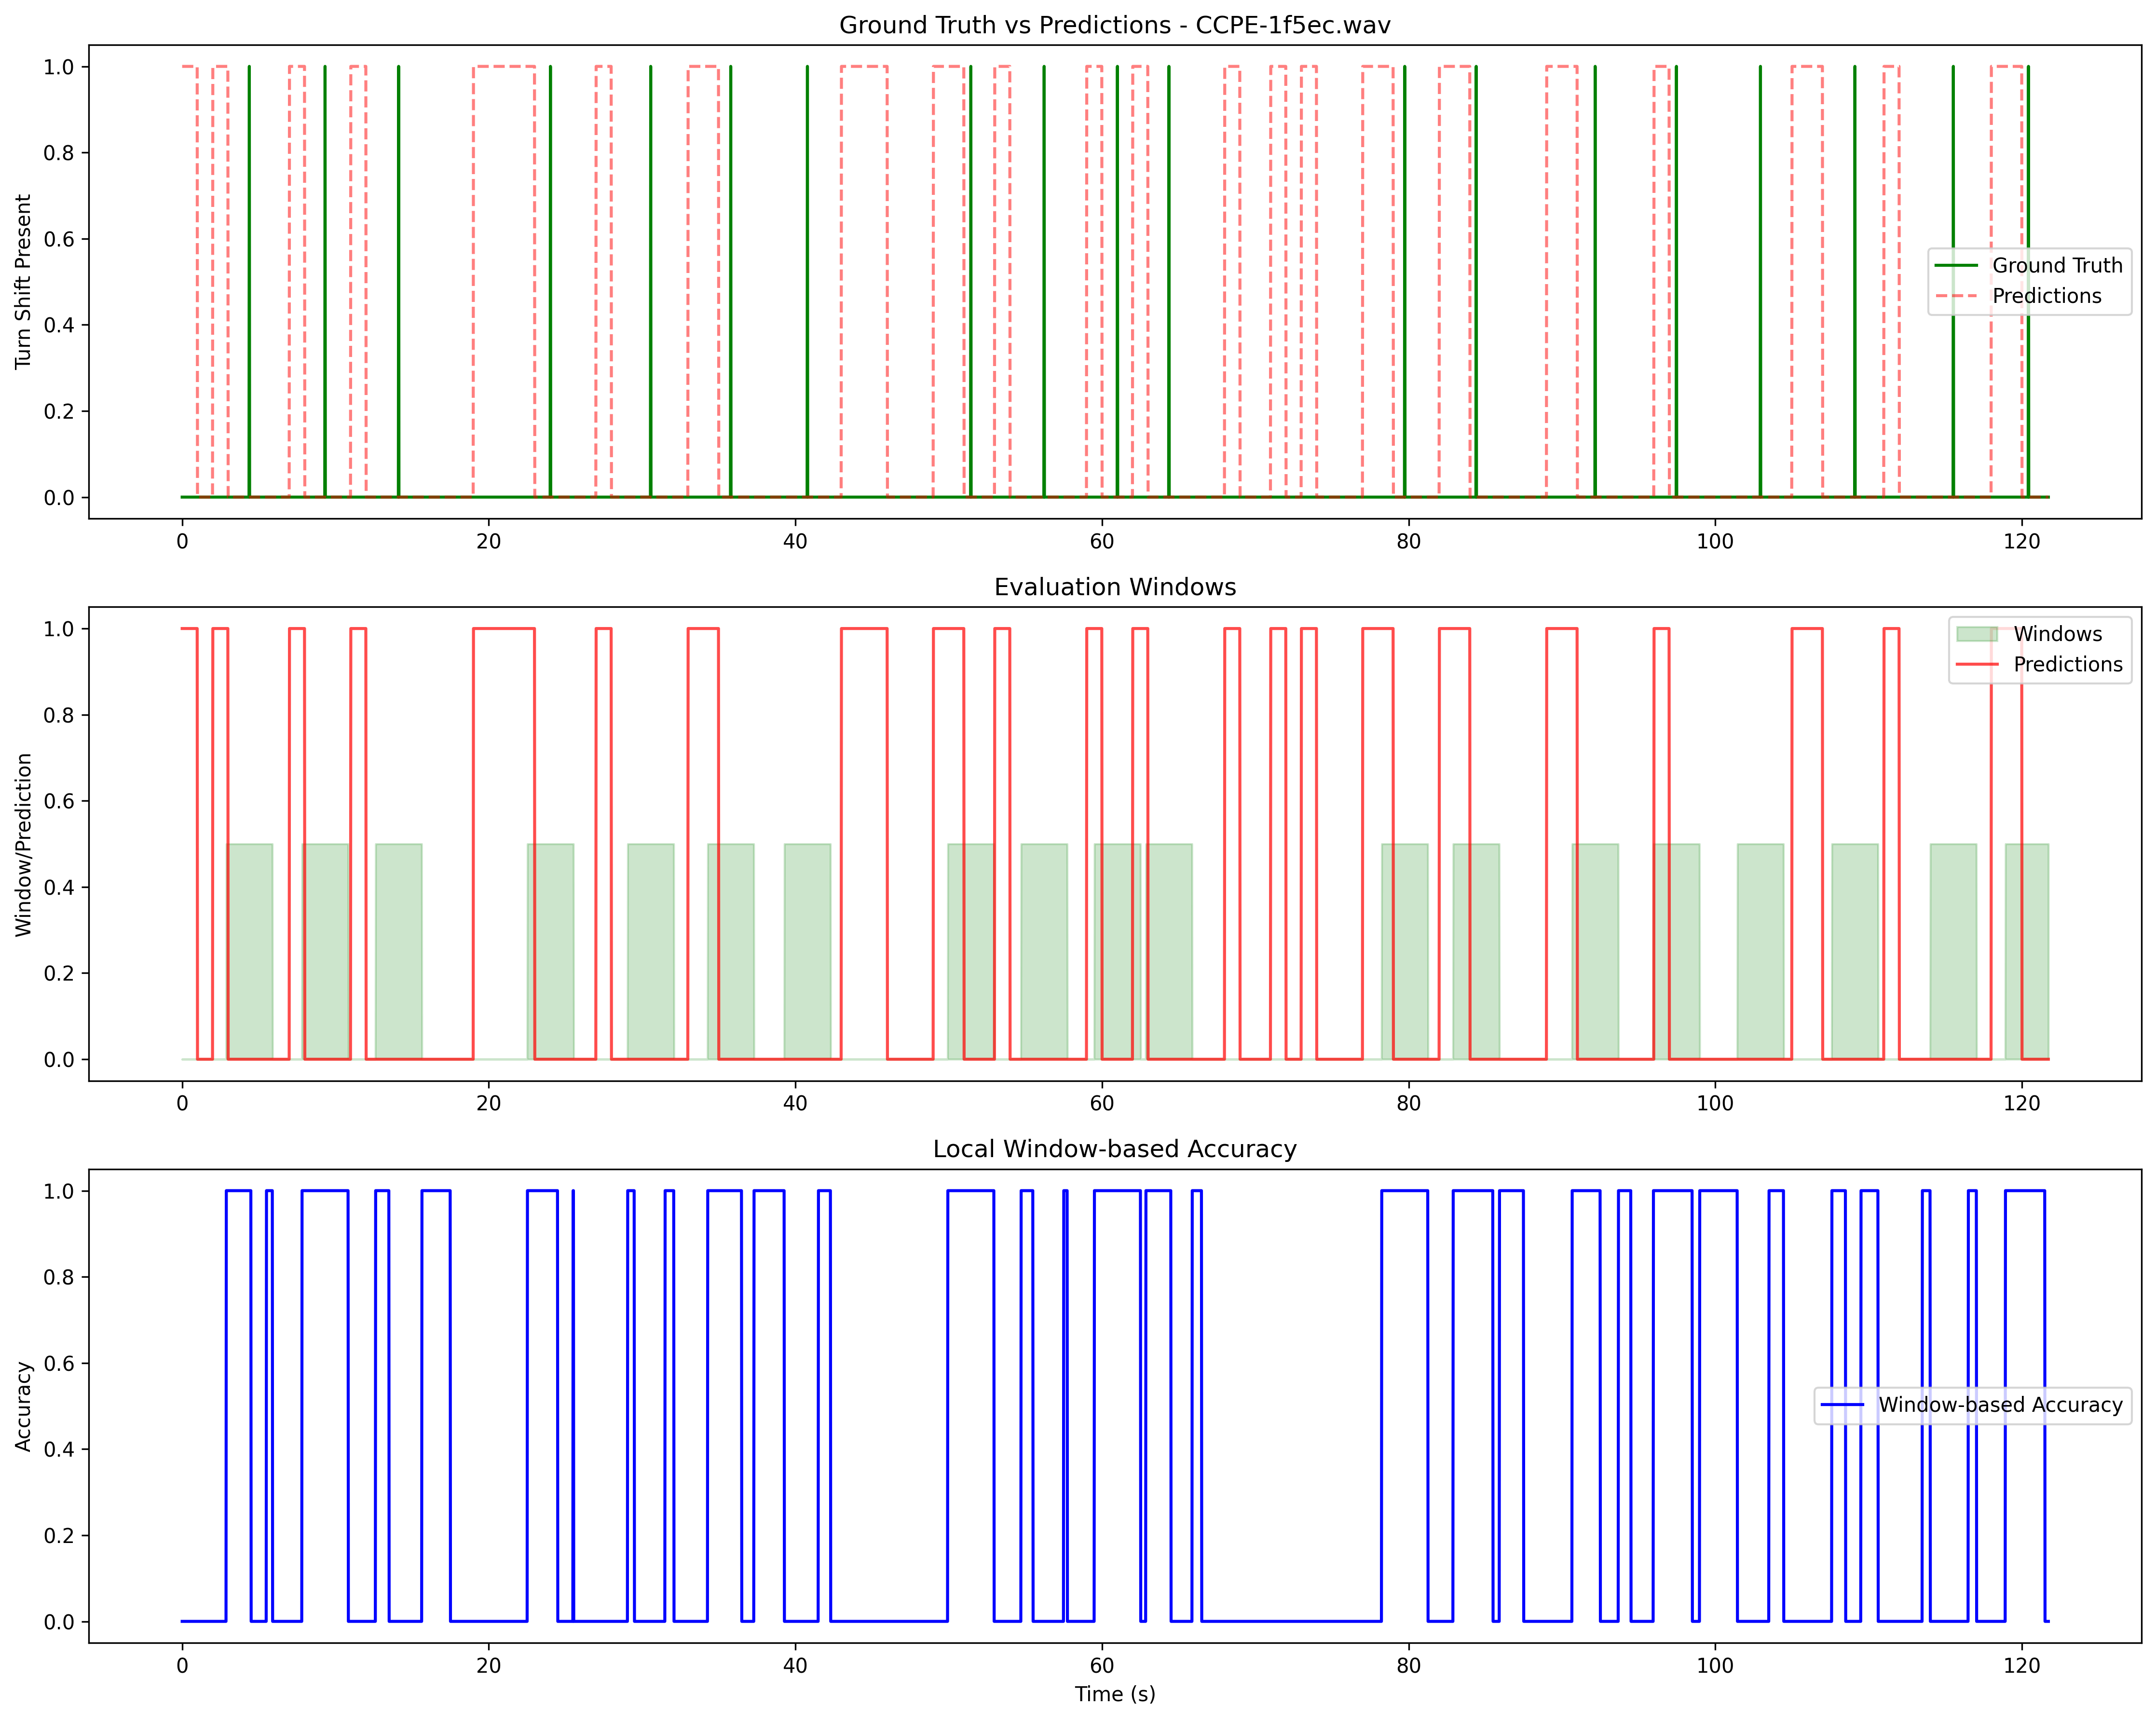 Ground Truth vs Predictions - CCPE-1f5ec.wav
Turn Shift Present
1.0
0.8
0.6
0.4
0.2
0.0
Ground Truth
Predictions
0 20 40 60 80 100 120
Evaluation Windows
Window/Prediction
1.0
0.8
0.6
0.4
0.2
0.0
Windows
Predictions
0 20 40 60 80 100 120
Local Window-based Accuracy
Accuracy
1.0
0.8
0.6
0.4
0.2
0.0
Window-based Accuracy
0 20 40 60 80 100 120
Time (s)